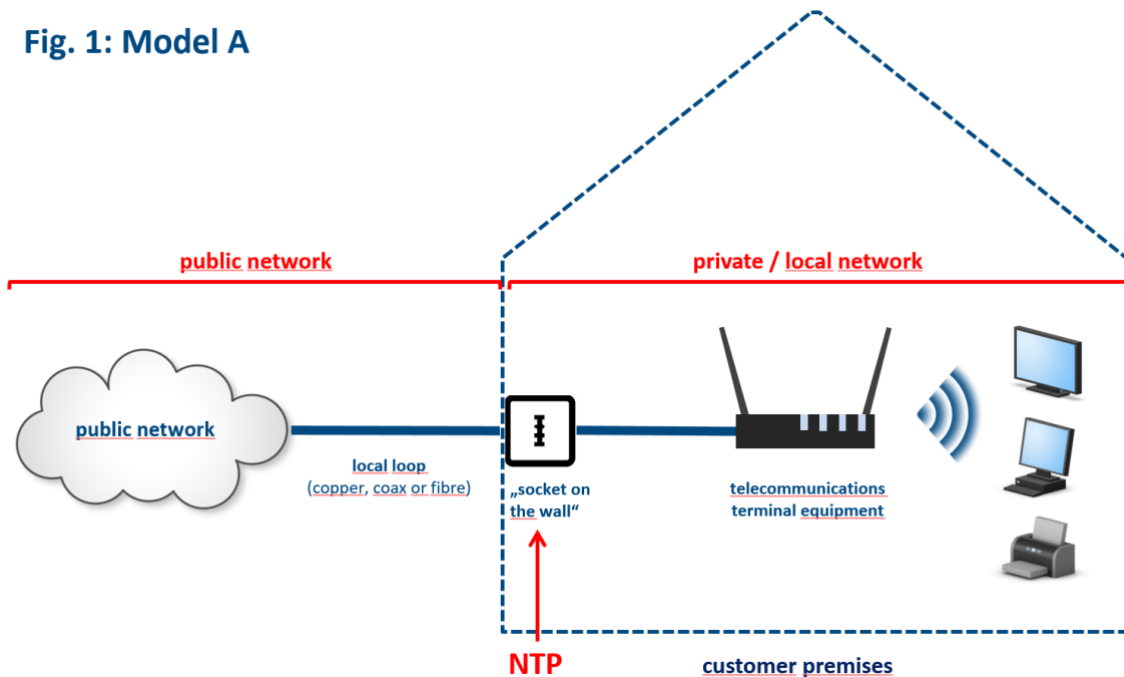 Fig. 1: Model A
public network
private / local network
public network
local loop
(copper, coax or fibre)
„socket on
the wall“
telecommunications
terminal equipment
NTP
customer premises